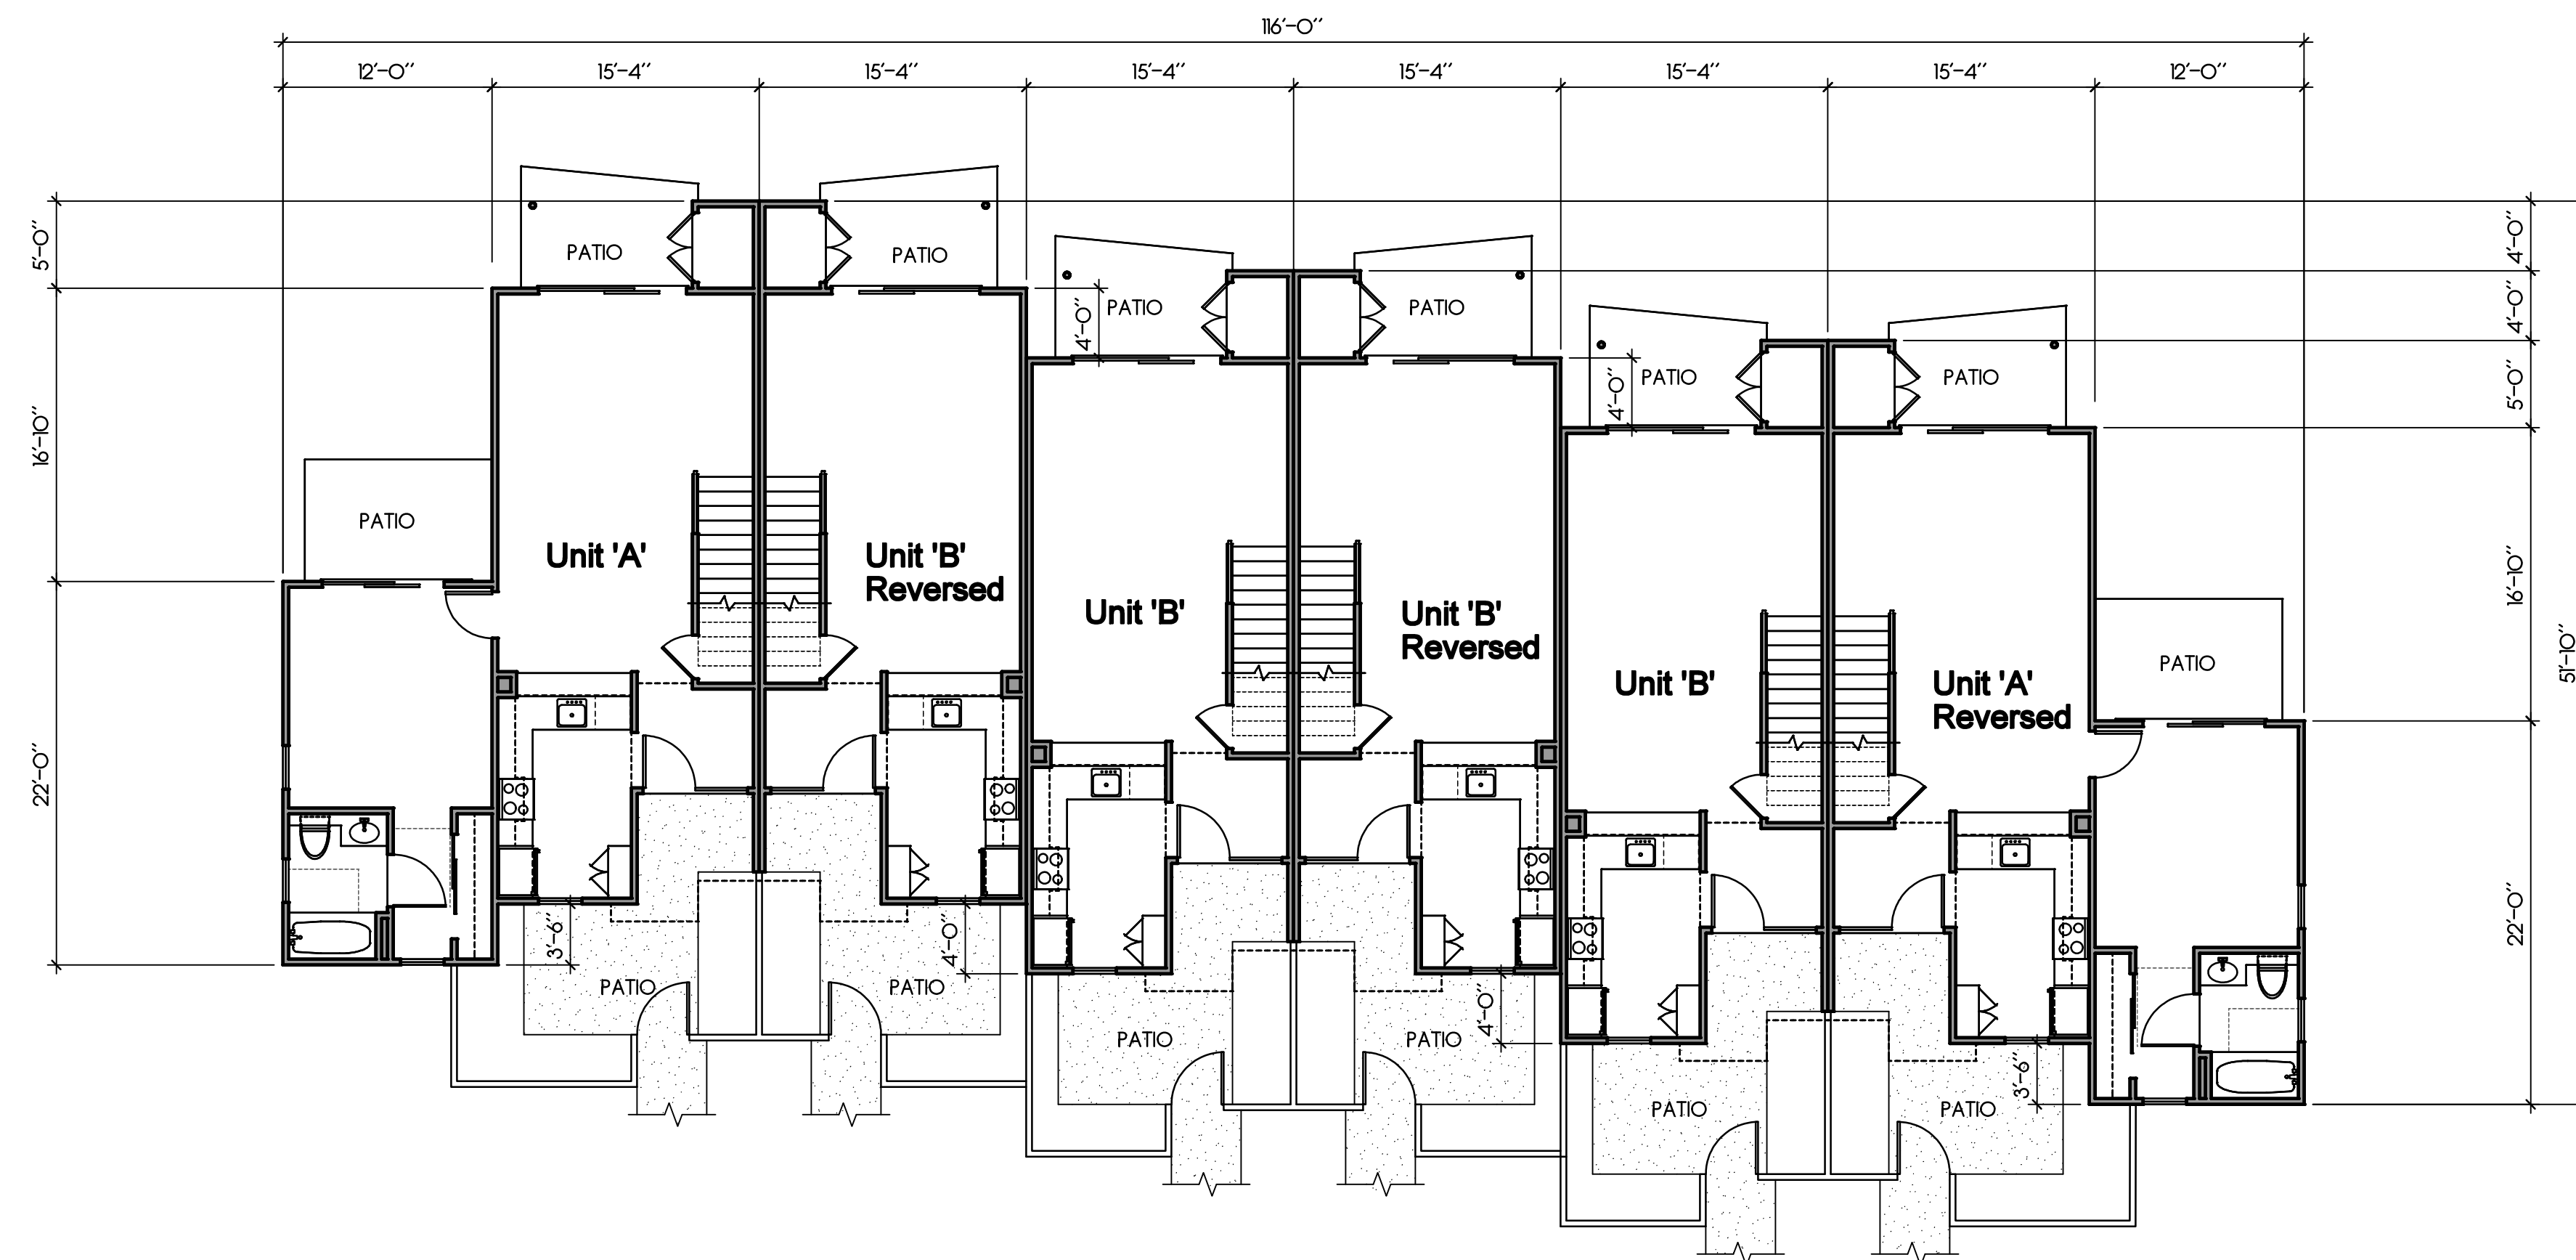 116'-0"
12'-0"
15'-4"
15'-4"
15'-4"
15'-4"
15'-4"
15'-4"
12'-0"
5'-0"
16'-10"
22'-0"
PATIO
PATIO
PATIO
PATIO
PATIO
PATIO
PATIO
4'-0"
4'-0"
4'-0"
4'-0"
5'-0"
16'-10"
22'-0"
51'-10"
PATIO
PATIO
Unit 'A'
Unit 'B'
Reversed
Unit 'B'
Unit 'B'
Reversed
Unit 'B'
Unit 'A'
Reversed
3'-6"
4'-0"
4'-0"
3'-6"
PATIO
PATIO
PATIO
PATIO
PATIO
PATIO